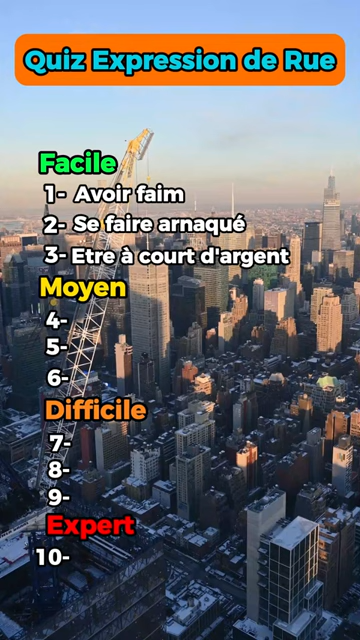 Quiz Expression de Rue
Facile
1- Avoir faim
2- Se faire arnaqué
3- Etre à court d'argent
Moyen
4-
5-
6-
Difficile
7-
8-
9-
Expert
10-